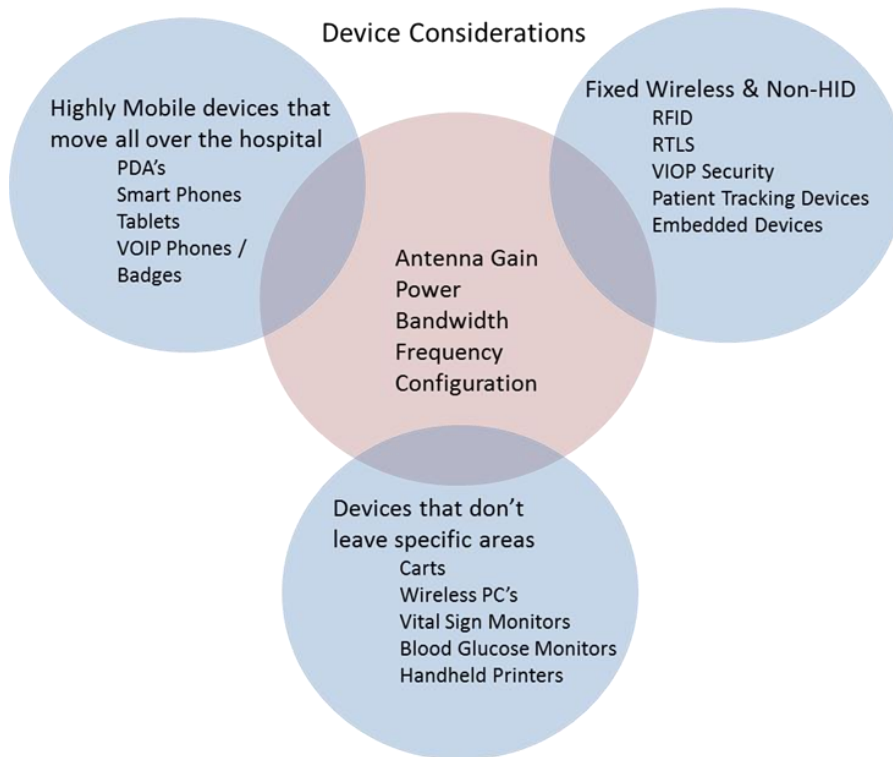 Device Considerations
Highly Mobile devices that
move all over the hospital
PDA's
Smart Phones
Tablets
VOIP Phones /
Badges
Fixed Wireless & Non-HID
RFID
RTLS
VIOP Security
Patient Tracking Devices
Embedded Devices
Antenna Gain
Power
Bandwidth
Frequency
Configuration
Devices that don't
leave specific areas
Carts
Wireless PC's
Vital Sign Monitors
Blood Glucose Monitors
Handheld Printers